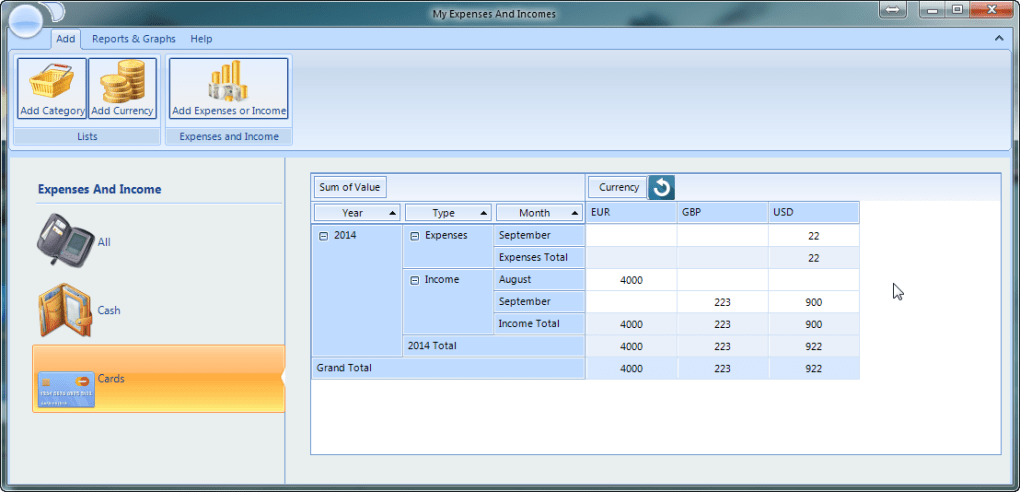 My Expenses And Incomes
Add Reports & Graphs Help
Add Category Add Currency Add Expenses or Income
Lists Expenses and Income
Expenses And Income
All
Cash
Cards
Sum of Value Currency
Year Type Month EUR GBP USD
2014 Expenses September 22
Expenses Total 22
Income August 4000
September 223 900
Income Total 4000 223 900
2014 Total 4000 223 922
Grand Total 4000 223 922